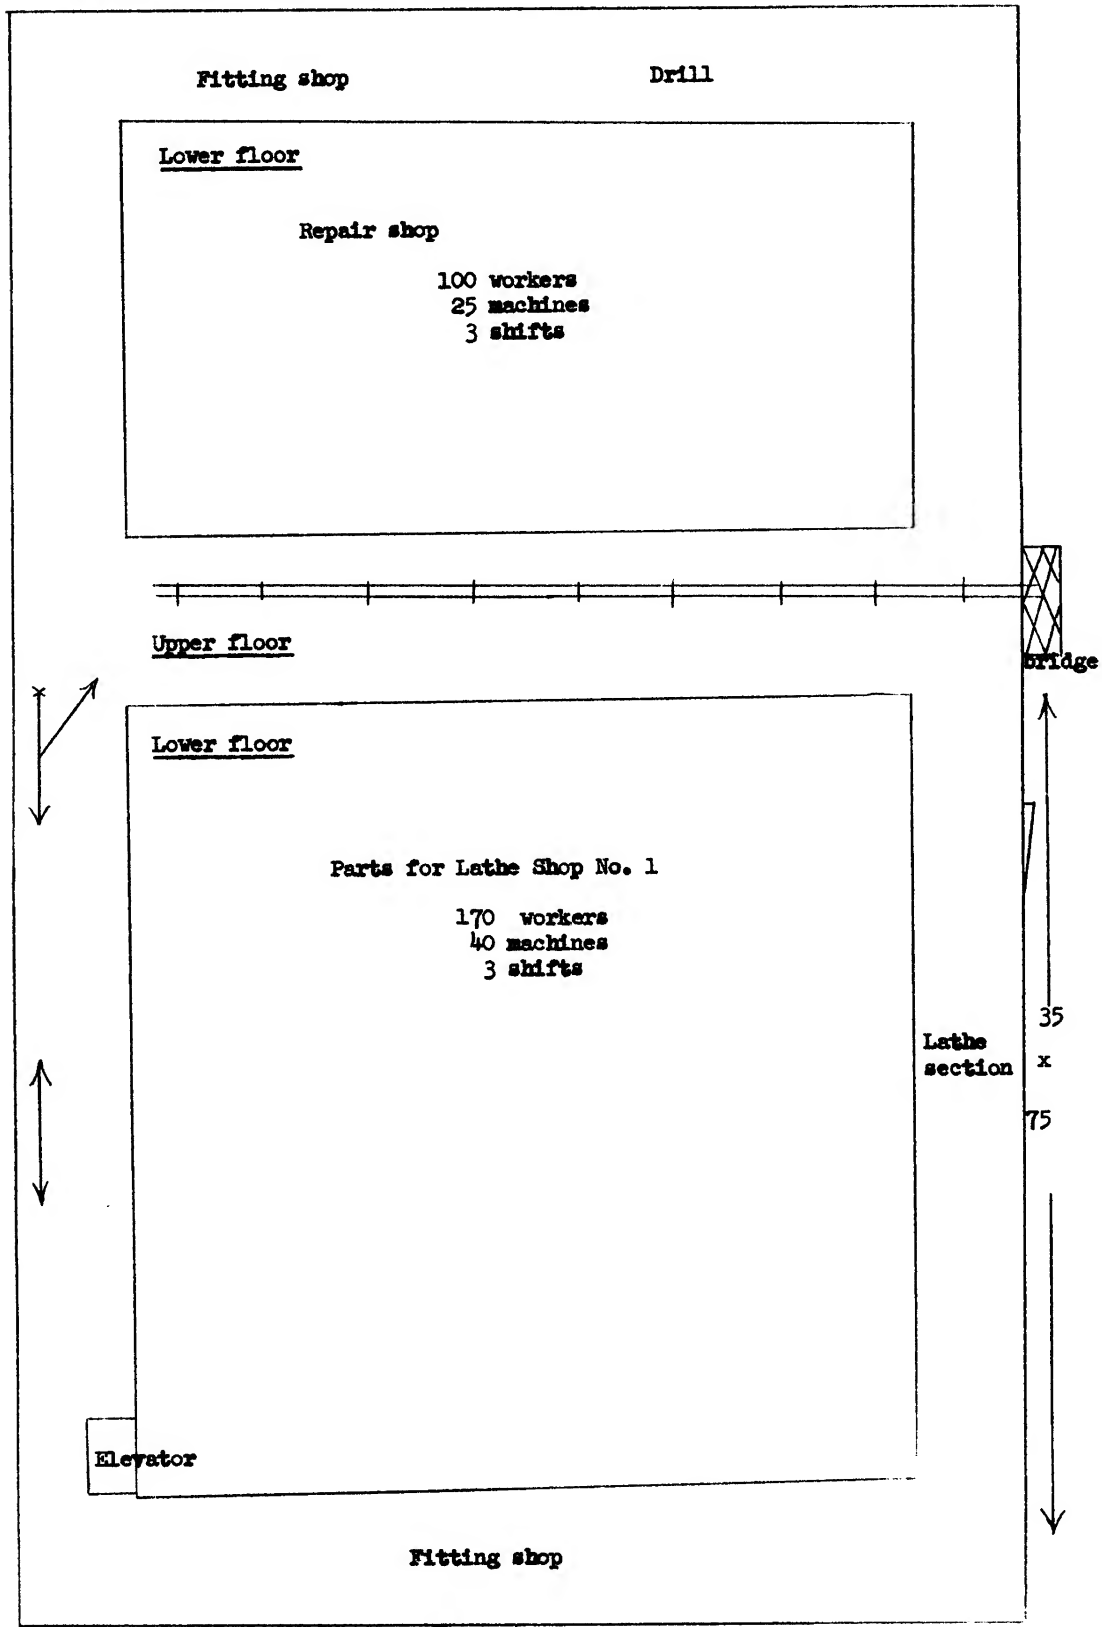 Fitting shop
Drill
Lower floor
Repair shop
100 workers
25 machines
3 shifts
Upper floor
bridge
x
Lower floor
Parts for Lathe Shop No. 1
170 workers
40 machines
3 shifts
35
Lathe
section
x
75
Elevator
Fitting shop